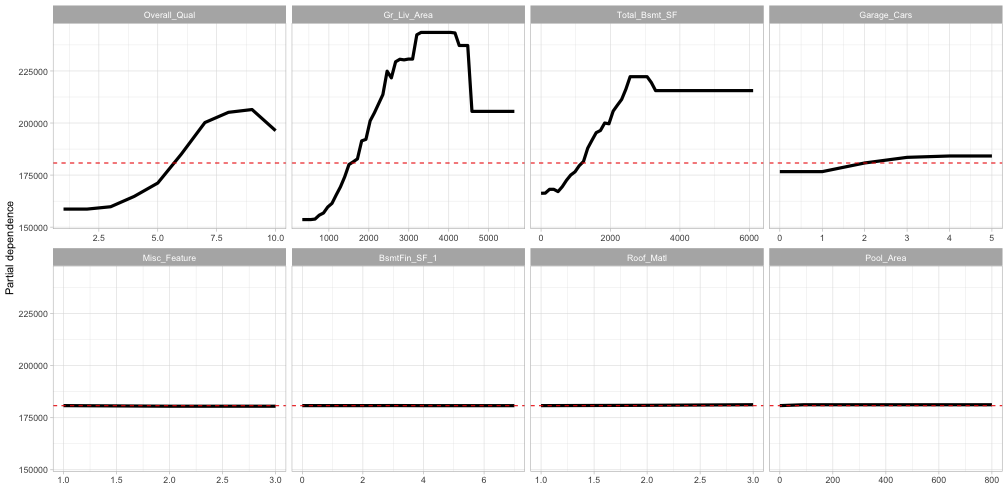 Overall_Qual
Gr_Liv_Area
Total_Bsmt_SF
Garage_Cars
225000
200000
175000
150000
2.5 5.0 7.5 10.0
1000 2000 3000 4000 5000
0 2000 4000 6000
0 1 2 3 4 5
Partial dependence
Misc_Feature
BsmtFin_SF_1
Roof_Matl
Pool_Area
225000
200000
175000
150000
1.0 1.5 2.0 2.5 3.0
0 2 4 6
1.0 1.5 2.0 2.5 3.0
0 200 400 600 800